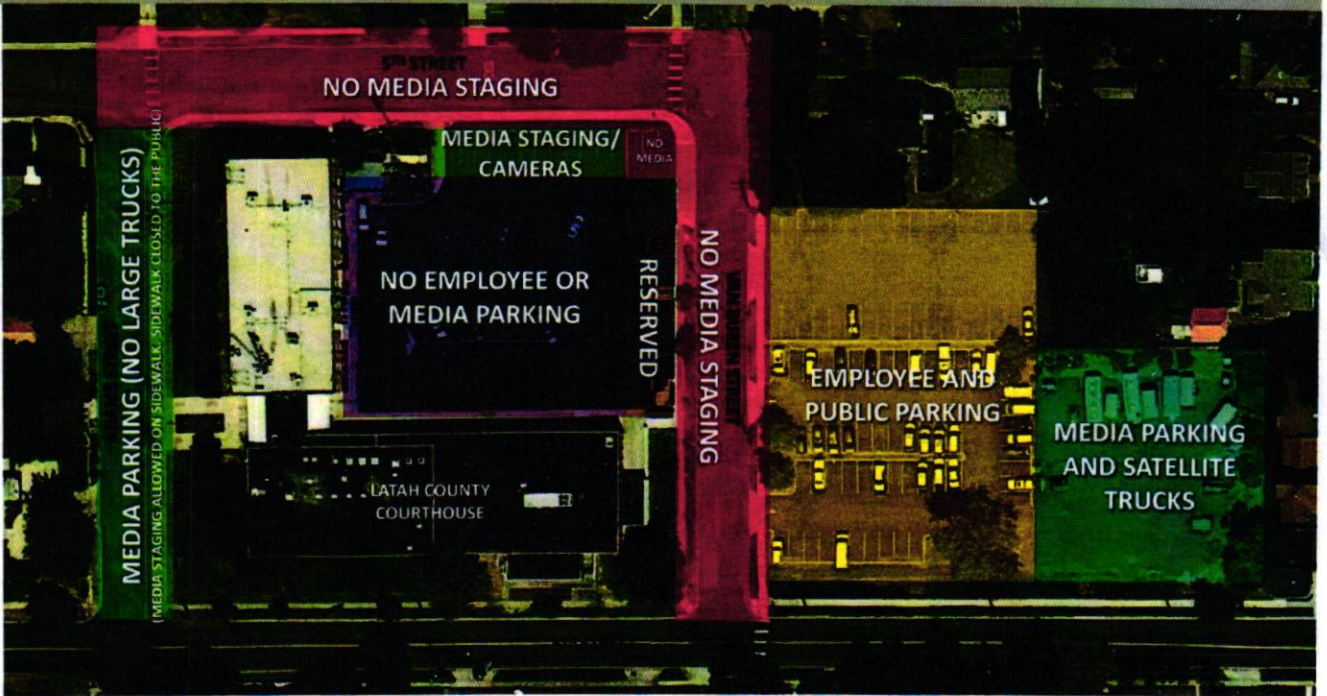 5TH STREET
NO MEDIA STAGING
MEDIA STAGING/
CAMERAS
NO
MEDIA
MEDIA PARKING (NO LARGE TRUCKS)
(MEDIA STAGING ALLOWED ON SIDEWALK. SIDEWALK CLOSED TO THE PUBLIC)
NO EMPLOYEE OR
MEDIA PARKING
RESERVED
NO MEDIA STAGING
EMPLOYEE AND
PUBLIC PARKING
MEDIA PARKING
AND SATELLITE
TRUCKS
LATAH COUNTY
COURTHOUSE